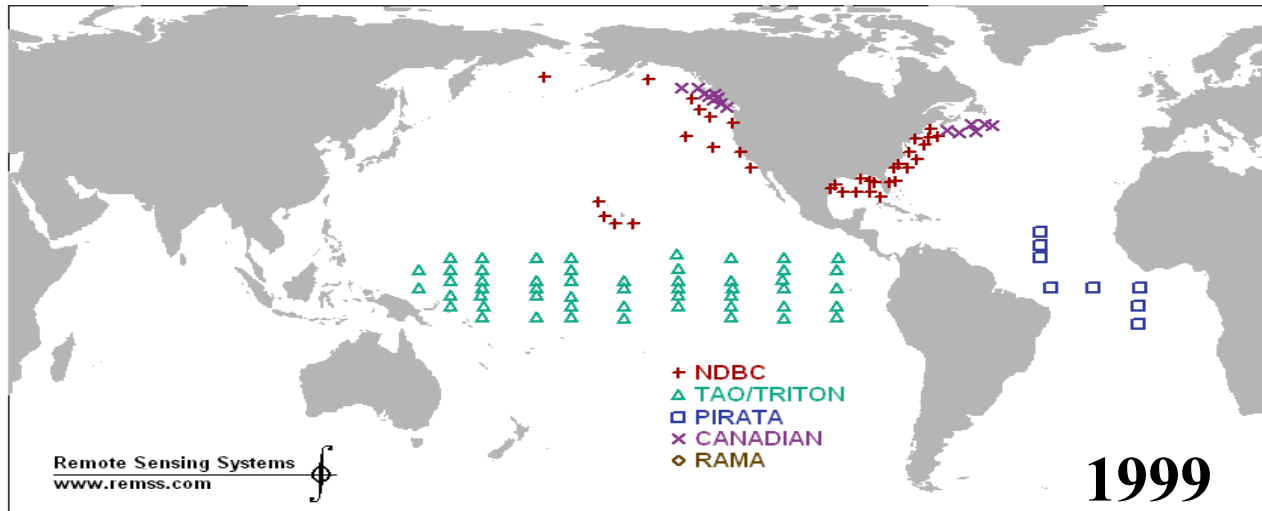 NDBC
TAO/TRITON
PIRATA
CANADIAN
RAMA
Remote Sensing Systems
www.remss.com
1999